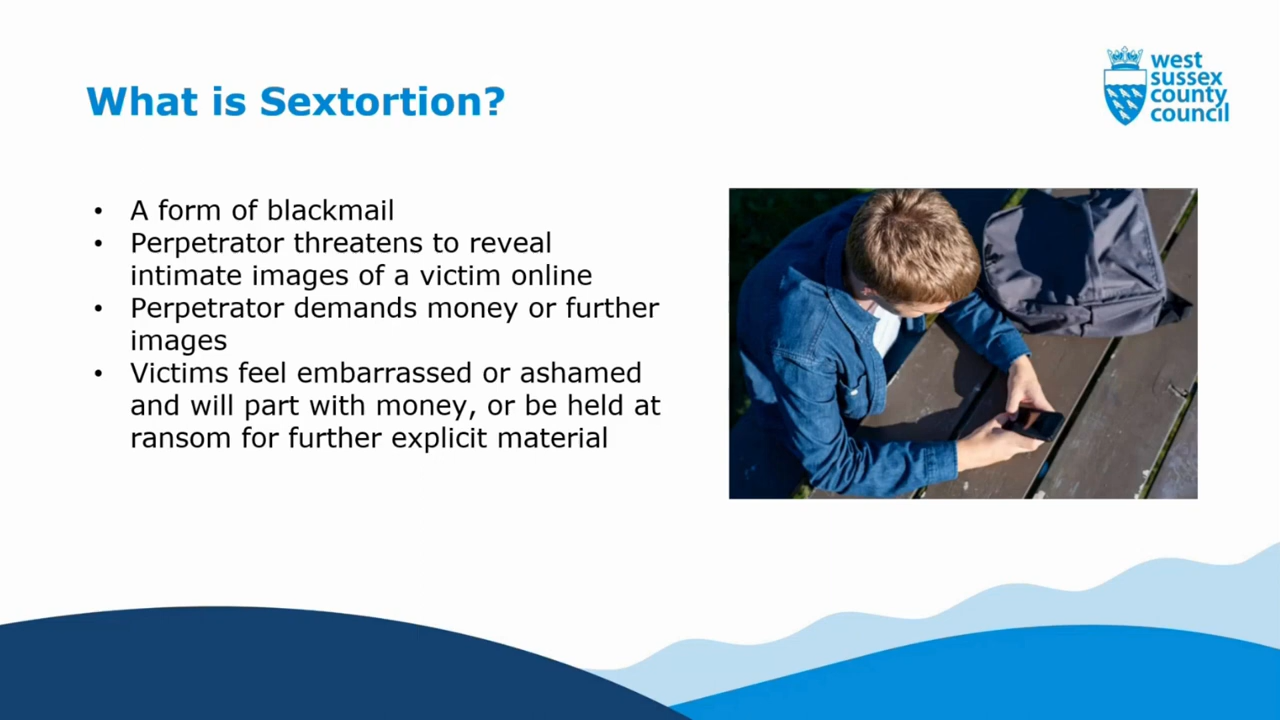 What is Sextortion?
west
sussex
county
council
• A form of blackmail
• Perpetrator threatens to reveal
intimate images of a victim online
• Perpetrator demands money or further
images
• Victims feel embarrassed or ashamed
and will part with money, or be held at
ransom for further explicit material